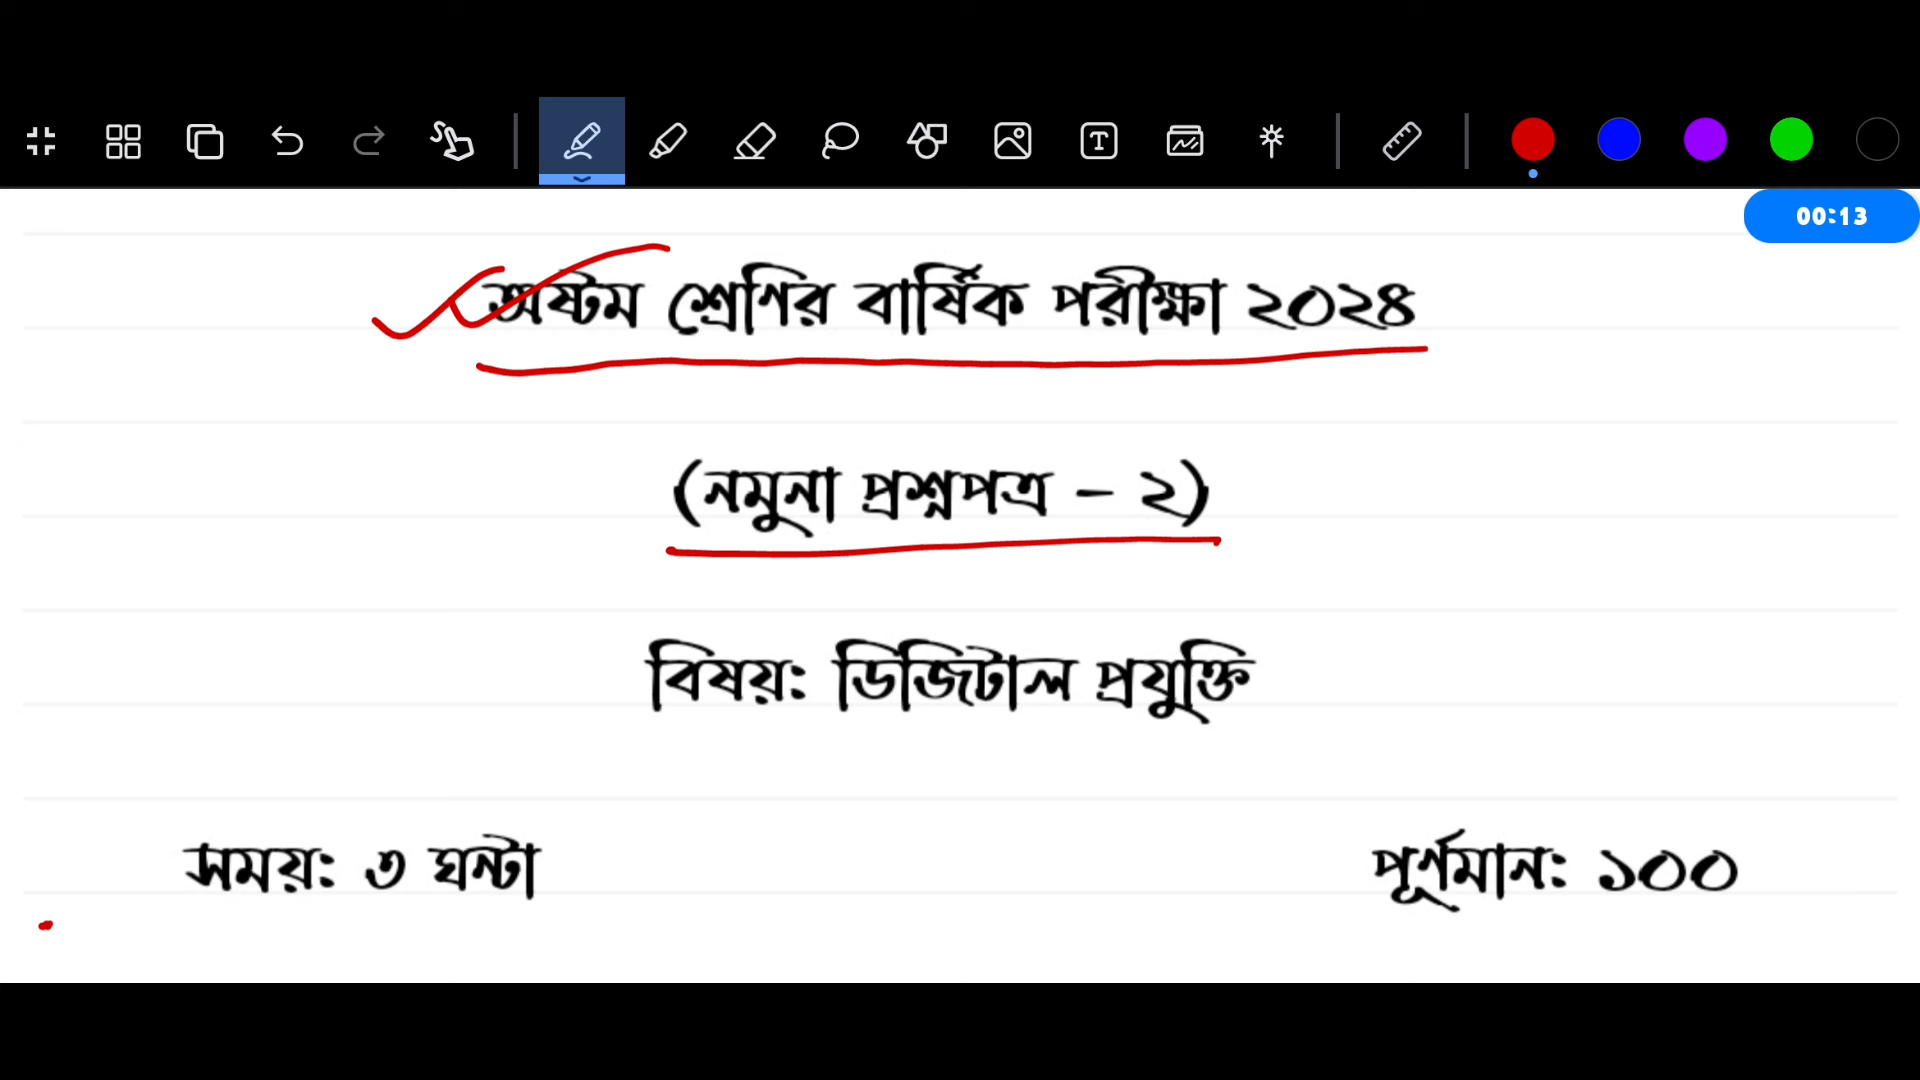 00:13
অষ্টম শ্রেণির বার্ষিক পরীক্ষা ২০২৪
(নমুনা প্রশ্নপত্র – ২)
বিষয়: ডিজিটাল প্রযুক্তি
সময়: ৩ ঘন্টা পূর্ণমান: ১০০